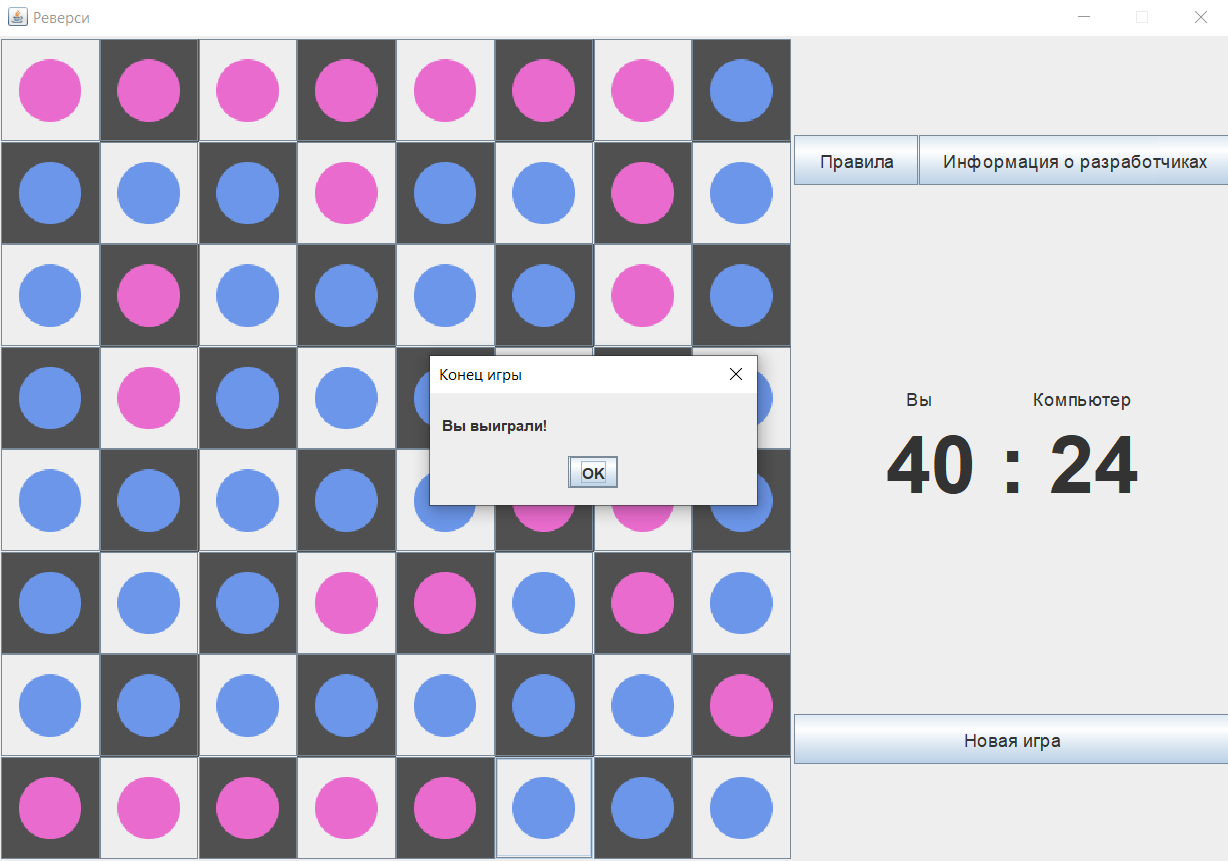 Реверси
Правила
Информация о разработчиках
Вы
Компьютер
40 : 24
Конец игры
Вы выиграли!
OK
Новая игра